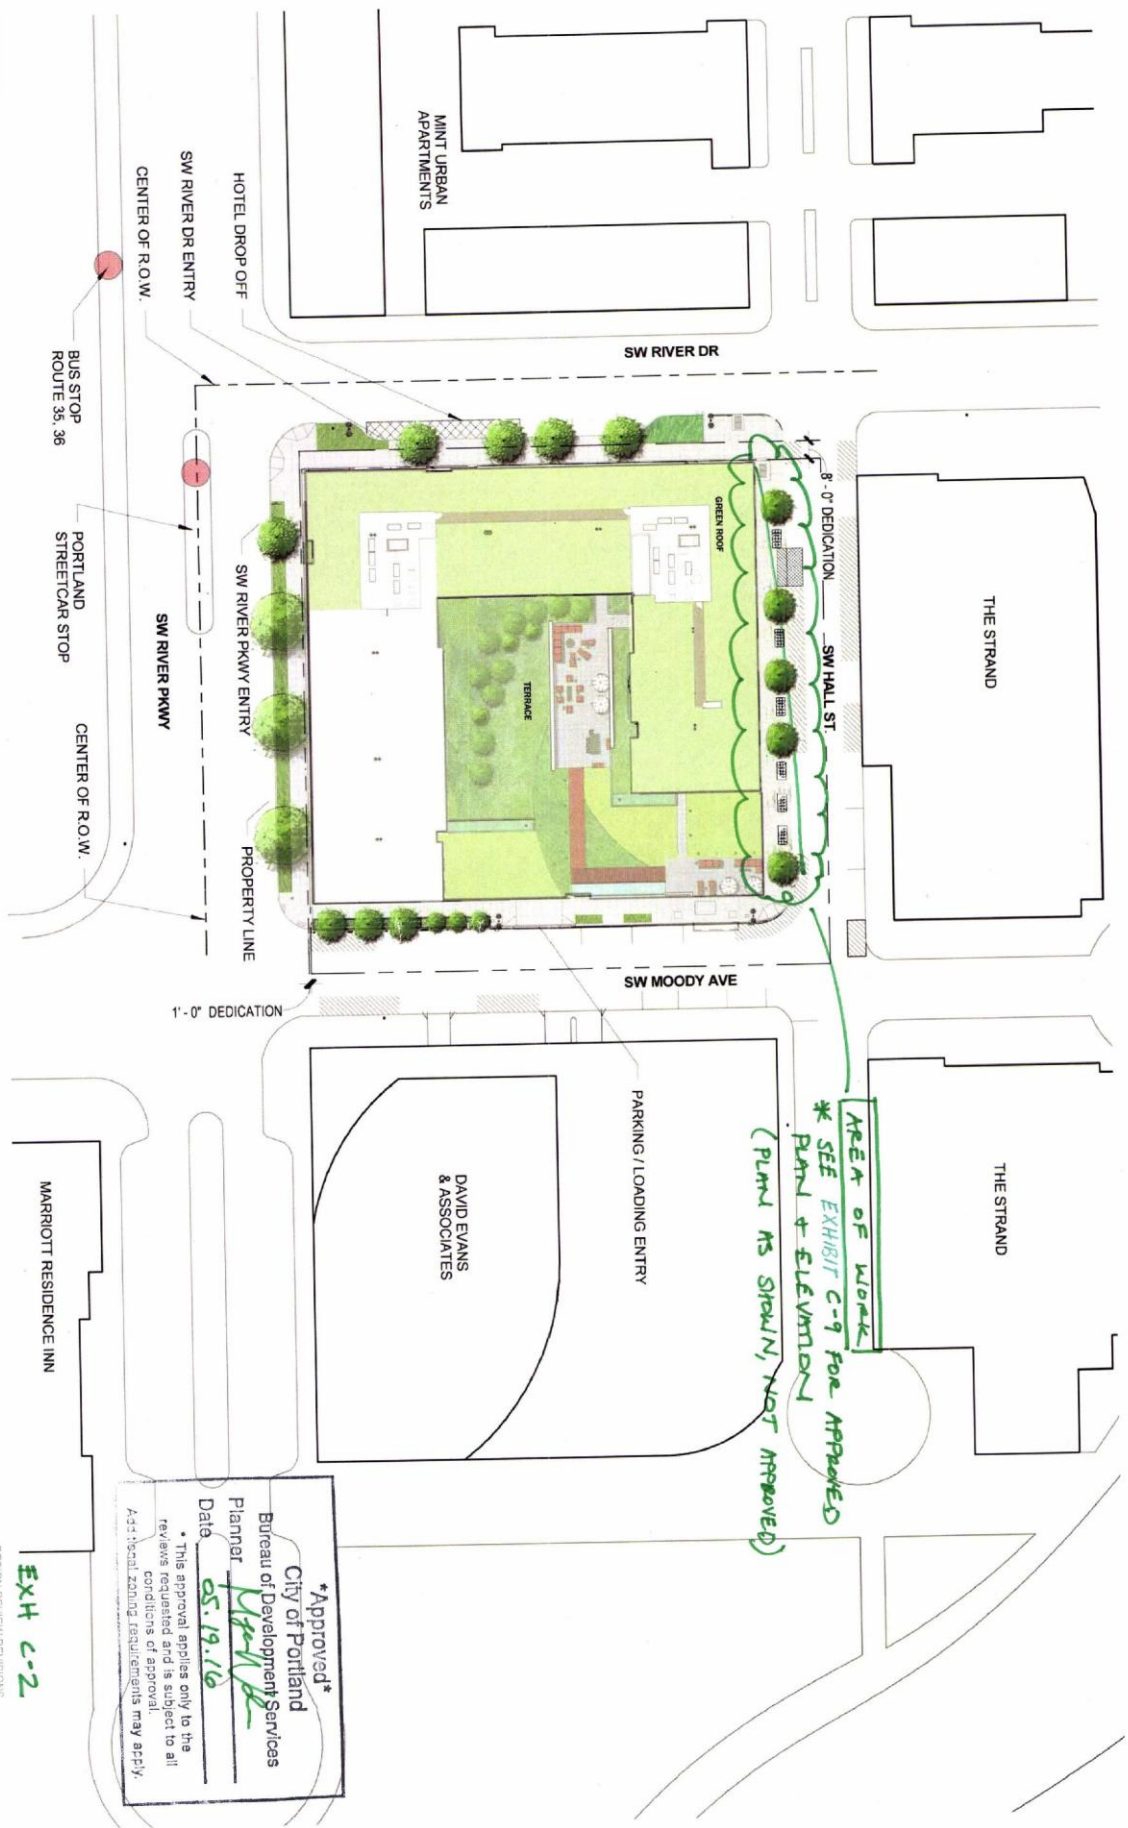 MINT URBAN
APARTMENTS
HOTEL DROP OFF
SW RIVER DR ENTRY
CENTER OF R.O.W.
BUS STOP
ROUTE 35, 36
PORTLAND
STREETCAR STOP
SW RIVER PKWY
SW RIVER PKWY ENTRY
CENTER OF R.O.W.
PROPERTY LINE
1'-0" DEDICATION
SW RIVER DR
8'-0" DEDICATION
SW HALL ST.
GREEN ROOF
TERRACE
SW MOODY AVE
THE STRAND
THE STRAND
PARKING / LOADING ENTRY
DAVID EVANS
& ASSOCIATES
MARRIOTT RESIDENCE INN
AREA OF WORK
* SEE EXHIBIT C-9 FOR APPROVED
PLAN + ELEVATION
(PLAN AS SHOWN, NOT APPROVED)
*Approved*
City of Portland
Bureau of Development Services
Planner
Date 05.19.16
* This approval applies only to the
reviews requested and is subject to all
conditions of approval.
Additional zoning requirements may apply.
EXH C-2